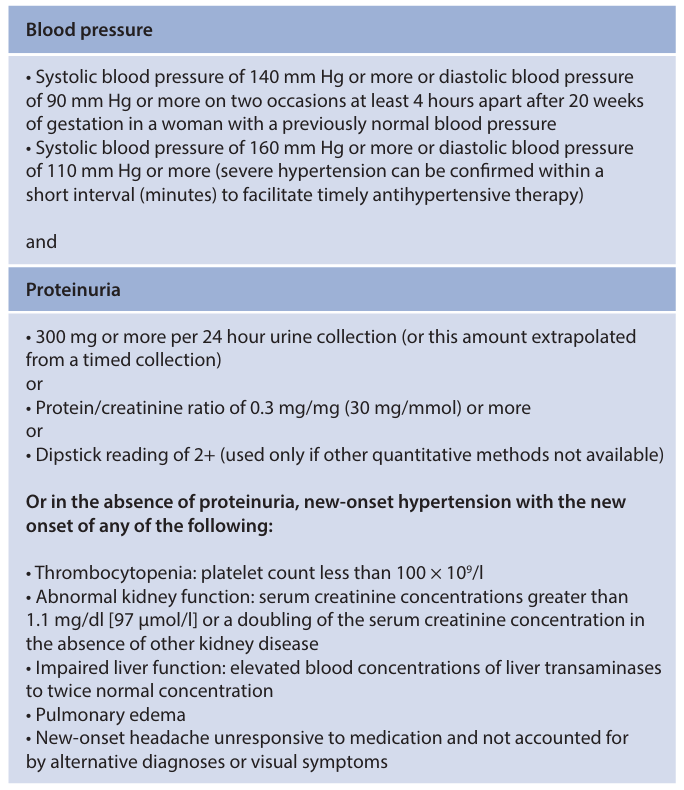 Blood pressure
• Systolic blood pressure of 140 mm Hg or more or diastolic blood pressure
of 90 mm Hg or more on two occasions at least 4 hours apart after 20 weeks
of gestation in a woman with a previously normal blood pressure
• Systolic blood pressure of 160 mm Hg or more or diastolic blood pressure
of 110 mm Hg or more (severe hypertension can be confirmed within a
short interval (minutes) to facilitate timely antihypertensive therapy)
and
Proteinuria
• 300 mg or more per 24 hour urine collection (or this amount extrapolated
from a timed collection)
or
• Protein/creatinine ratio of 0.3 mg/mg (30 mg/mmol) or more
or
• Dipstick reading of 2+ (used only if other quantitative methods not available)
Or in the absence of proteinuria, new-onset hypertension with the new
onset of any of the following:
• Thrombocytopenia: platelet count less than 100 × 10⁹/l
• Abnormal kidney function: serum creatinine concentrations greater than
1.1 mg/dl [97 μmol/l] or a doubling of the serum creatinine concentration in
the absence of other kidney disease
• Impaired liver function: elevated blood concentrations of liver transaminases
to twice normal concentration
• Pulmonary edema
• New-onset headache unresponsive to medication and not accounted for
by alternative diagnoses or visual symptoms